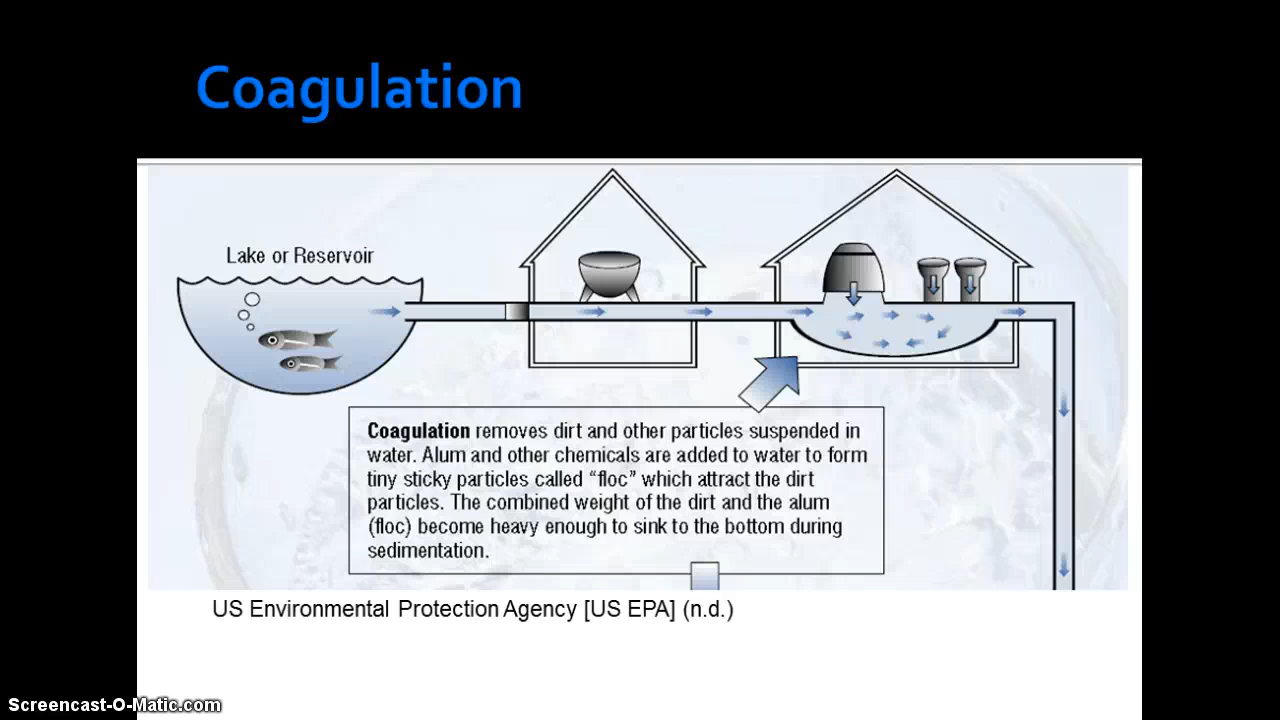 Coagulation
Lake or Reservoir
Coagulation removes dirt and other particles suspended in
water. Alum and other chemicals are added to water to form
tiny sticky particles called “floc” which attract the dirt
particles. The combined weight of the dirt and the alum
(floc) become heavy enough to sink to the bottom during
sedimentation.
US Environmental Protection Agency [US EPA] (n.d.)
Screencast-O-Matic.com